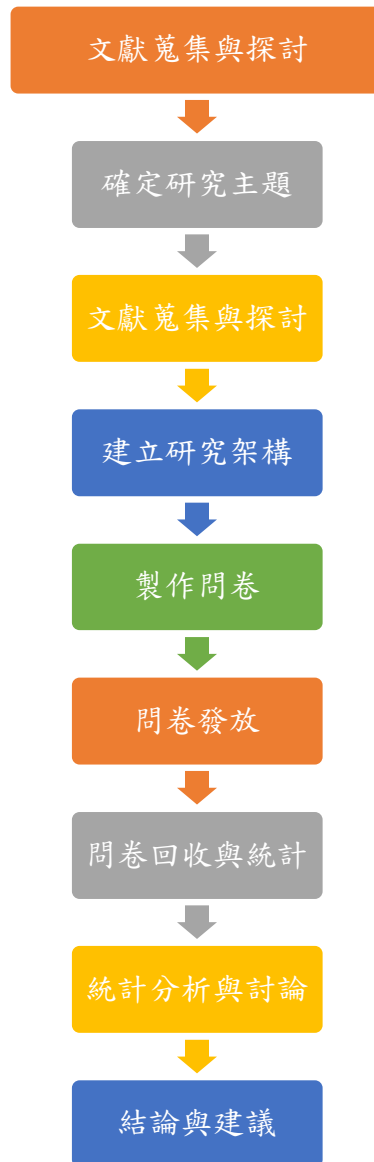 文獻蒐集與探討
確定研究主題
文獻蒐集與探討
建立研究架構
製作問卷
問卷發放
問卷回收與統計
統計分析與討論
結論與建議